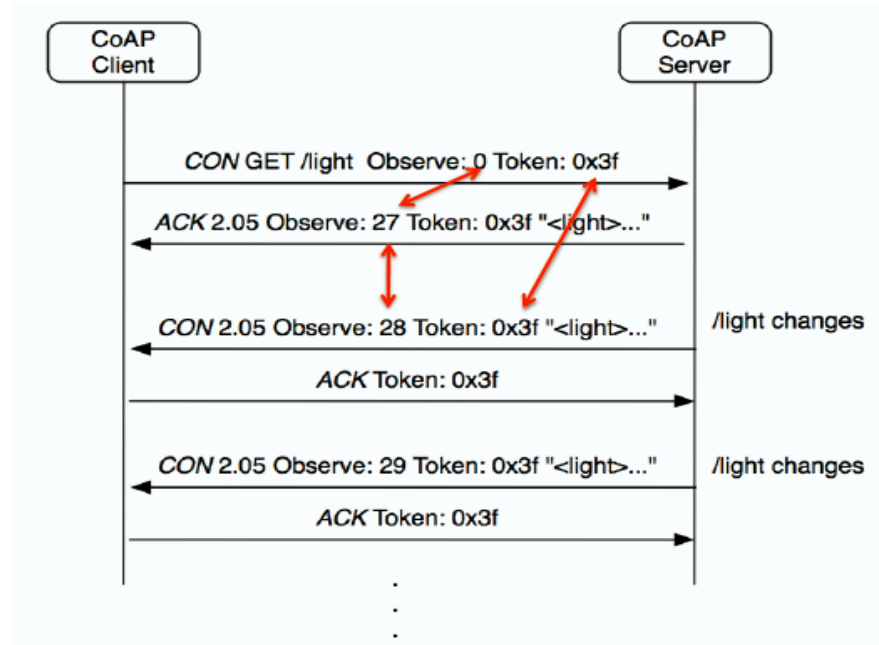 CoAP
Client
CoAP
Server
CON GET /light Observe: 0 Token: 0x3f
ACK 2.05 Observe: 27 Token: 0x3f "<light>..."
CON 2.05 Observe: 28 Token: 0x3f "<light>..."
/light changes
ACK Token: 0x3f
CON 2.05 Observe: 29 Token: 0x3f "<light>..."
/light changes
ACK Token: 0x3f
.
.
.